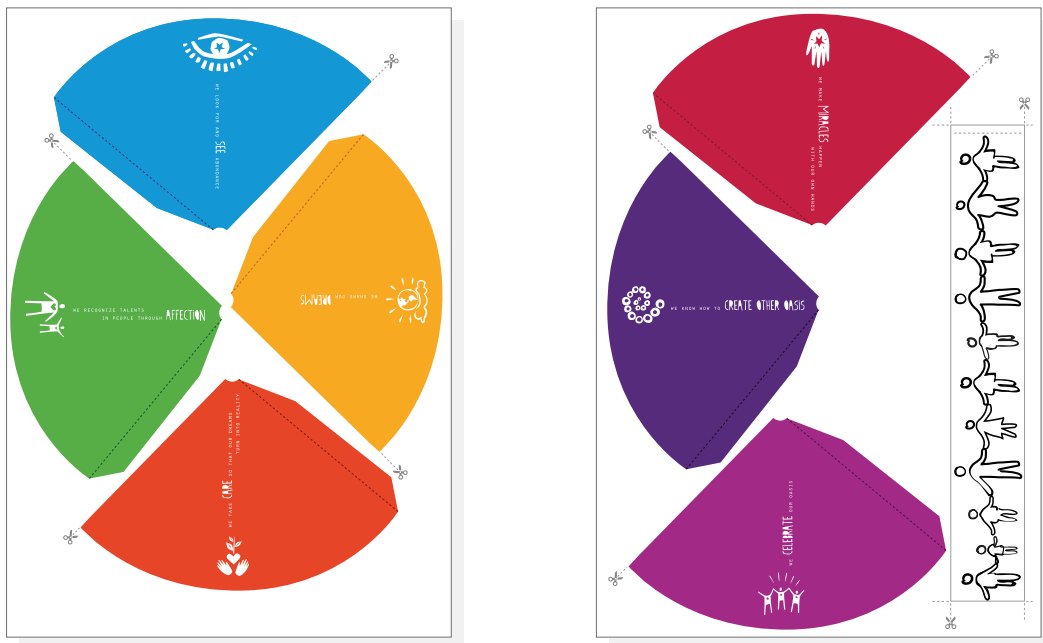 WE LOOK FOR AND SEE ABUNDANCE
WE SHARE OUR DREAMS
WE RECOGNIZE TALENTS
IN PEOPLE THROUGH AFFECTION
WE TAKE CARE SO THAT OUR DREAMS
TURN INTO REALITY
WE MAKE MIRACLES HAPPEN
WITH OUR OWN HANDS
WE KNOW HOW TO CREATE OTHER OASIS
WE CELEBRATE OUR OASIS